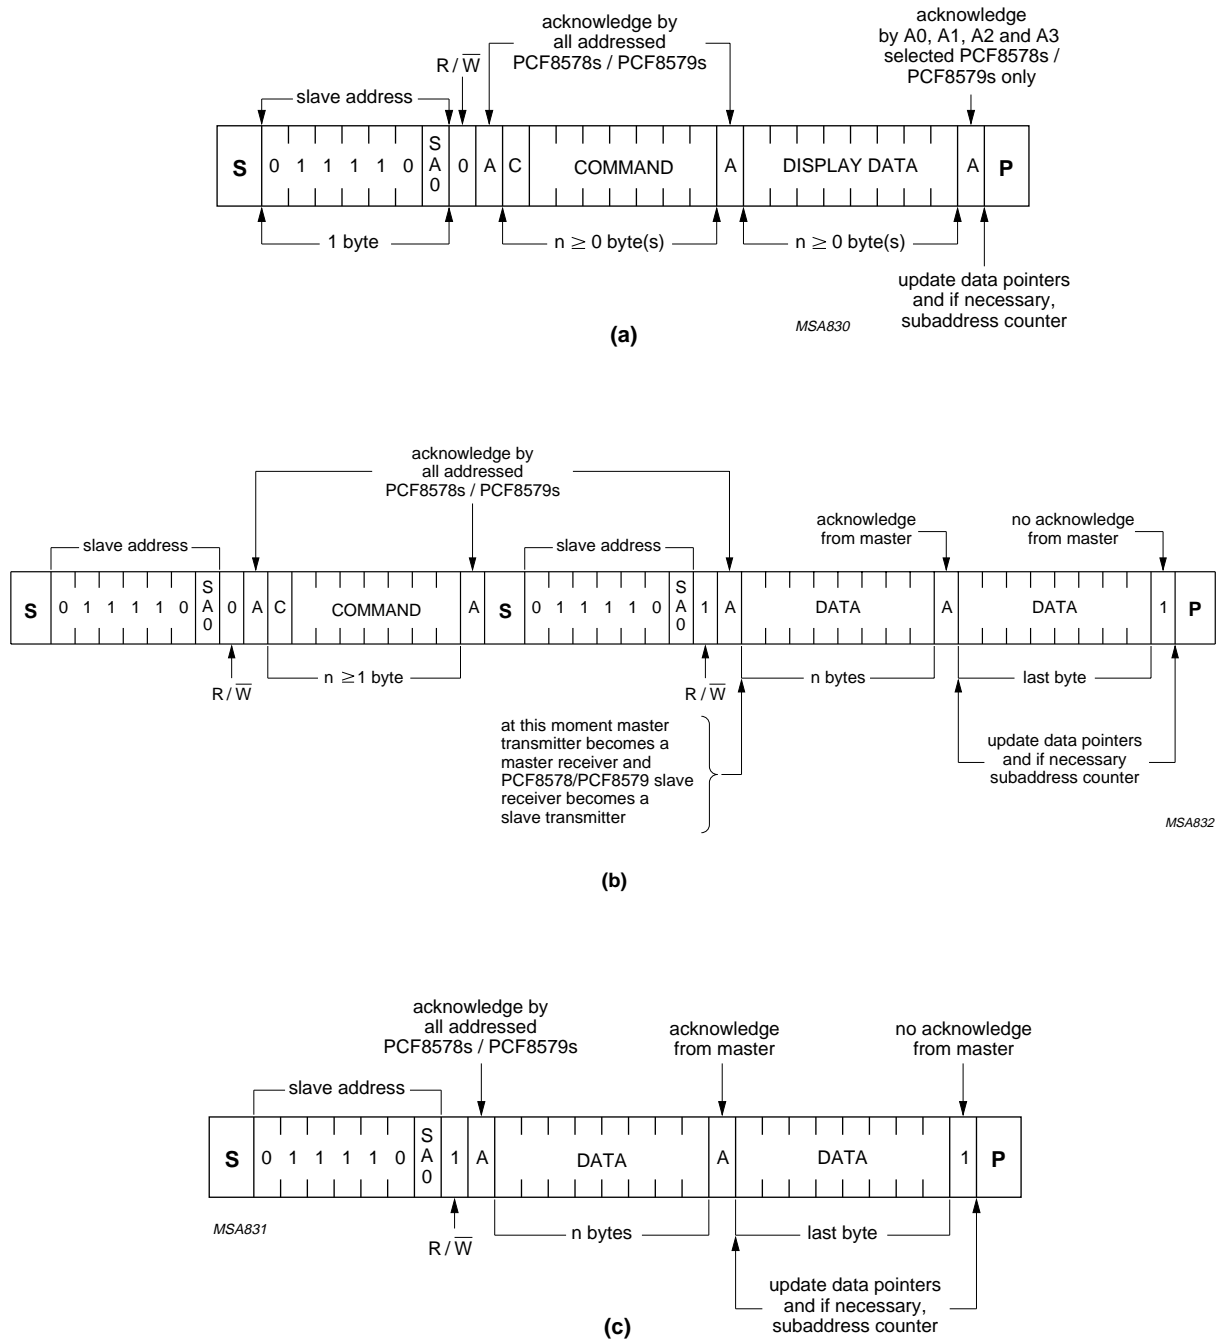 acknowledge by
all addressed
PCF8578s / PCF8579s
acknowledge
by A0, A1, A2 and A3
selected PCF8578s /
PCF8579s only
R / W
slave address
S 0 1 1 1 1 0 SA0 0 A C COMMAND A DISPLAY DATA A P
1 byte
n ≥ 0 byte(s)
n ≥ 0 byte(s)
update data pointers
and if necessary,
subaddress counter
MSA830
(a)
acknowledge by
all addressed
PCF8578s / PCF8579s
acknowledge
from master
no acknowledge
from master
slave address
slave address
S 0 1 1 1 1 0 SA0 0 A C COMMAND A S 0 1 1 1 1 0 SA0 1 A DATA A DATA 1 P
R / W
n ≥ 1 byte
R / W
n bytes
last byte
at this moment master
transmitter becomes a
master receiver and
PCF8578/PCF8579 slave
receiver becomes a
slave transmitter
update data pointers
and if necessary
subaddress counter
MSA832
(b)
acknowledge by
all addressed
PCF8578s / PCF8579s
acknowledge
from master
no acknowledge
from master
slave address
S 0 1 1 1 1 0 SA0 1 A DATA A DATA 1 P
MSA831
R / W
n bytes
last byte
update data pointers
and if necessary,
subaddress counter
(c)